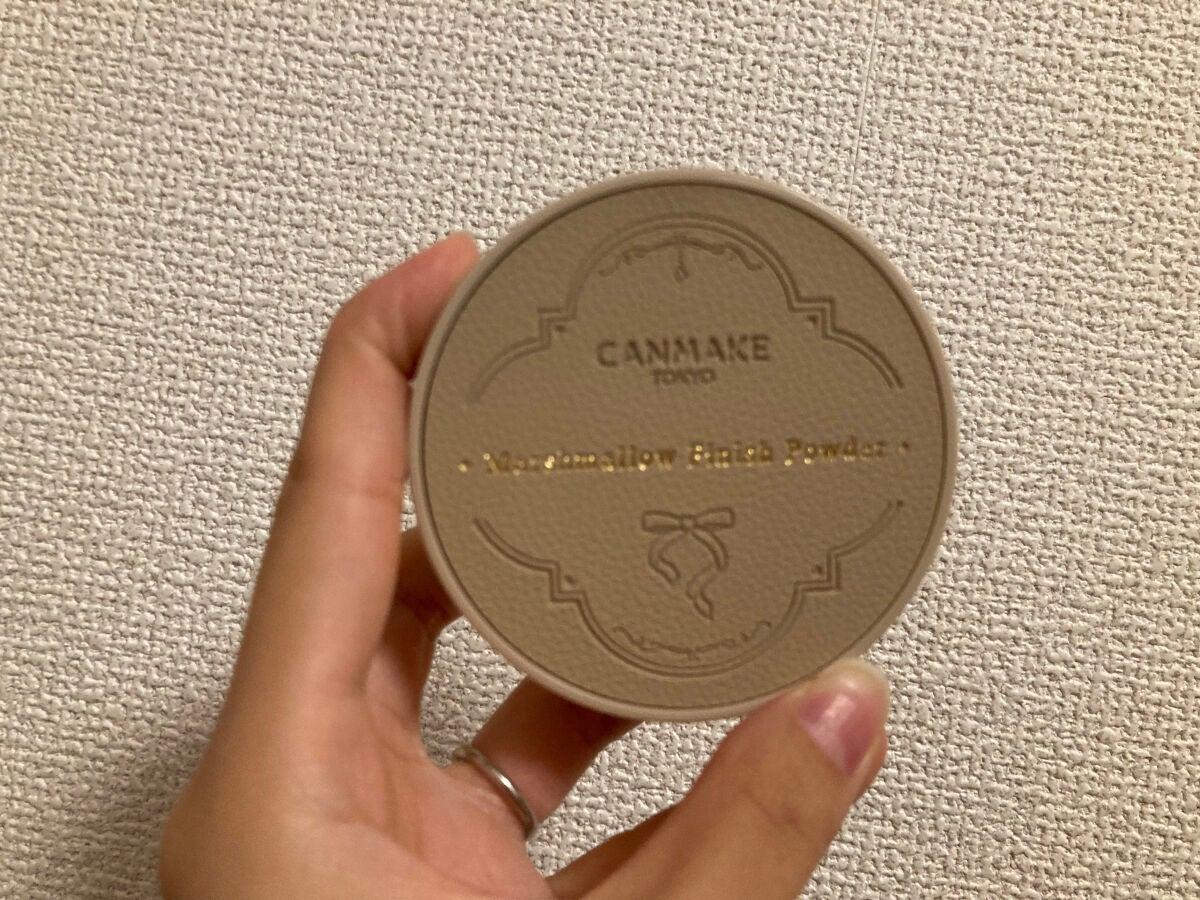 CANMAKE
TOKYO
• Marshmallow Finish Powder •